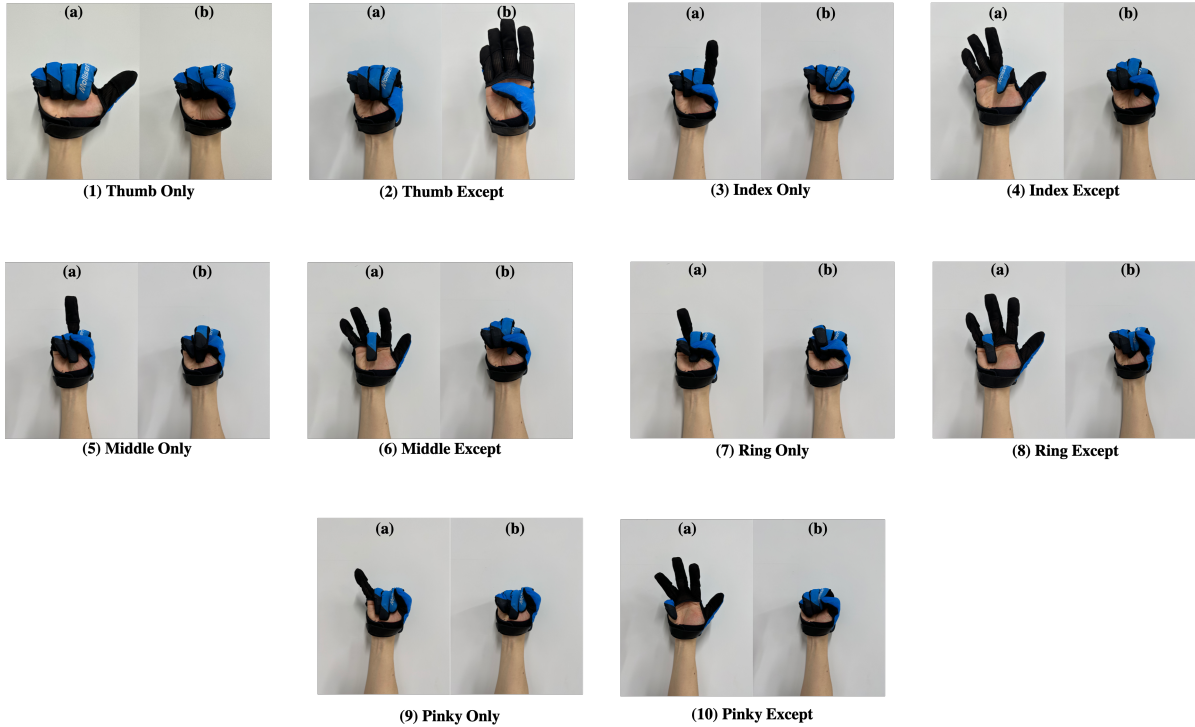 (a) (b) (a) (b) (a) (b) (a) (b)
(1) Thumb Only (2) Thumb Except (3) Index Only (4) Index Except
(a) (b) (a) (b) (a) (b) (a) (b)
(5) Middle Only (6) Middle Except (7) Ring Only (8) Ring Except
(a) (b) (a) (b)
(9) Pinky Only (10) Pinky Except